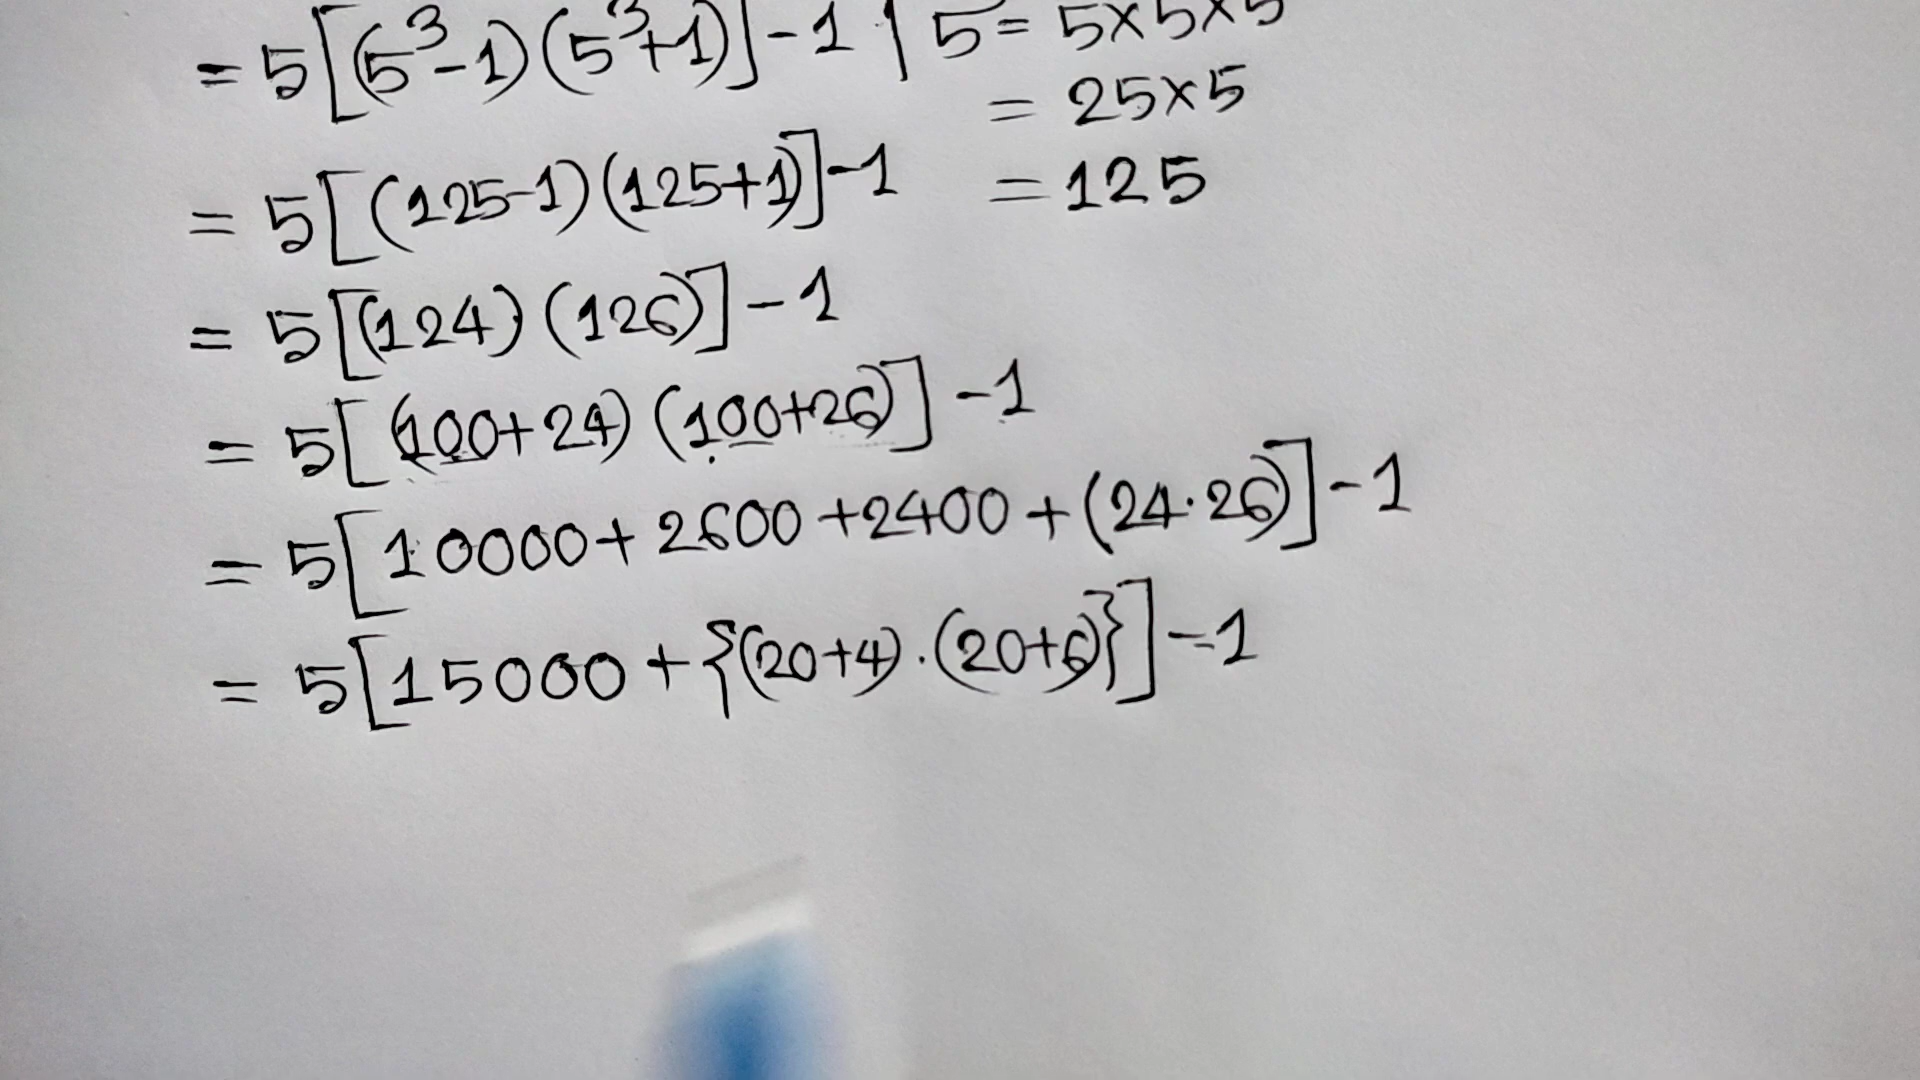 = 5[(5³-1)(5³+1)]-1 | 5 = 5×5×5
= 25×5
= 5[(125-1)(125+1)]-1 = 125
= 5[(124)(126)]-1
= 5[(100+24)(100+26)]-1
= 5[10000+2600+2400+(24·26)]-1
= 5[15000+{(20+4).(20+6)}]-1